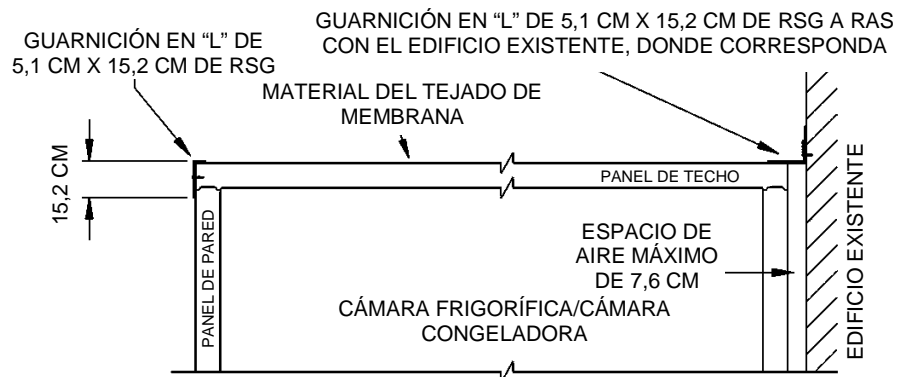 GUARNICIÓN EN “L” DE
5,1 CM X 15,2 CM DE RSG
GUARNICIÓN EN “L” DE 5,1 CM X 15,2 CM DE RSG A RAS
CON EL EDIFICIO EXISTENTE, DONDE CORRESPONDA
MATERIAL DEL TEJADO DE
MEMBRANA
15,2 CM
PANEL DE TECHO
PANEL DE PARED
ESPACIO DE
AIRE MÁXIMO
DE 7,6 CM
CÁMARA FRIGORÍFICA/CÁMARA
CONGELADORA
EDIFICIO EXISTENTE